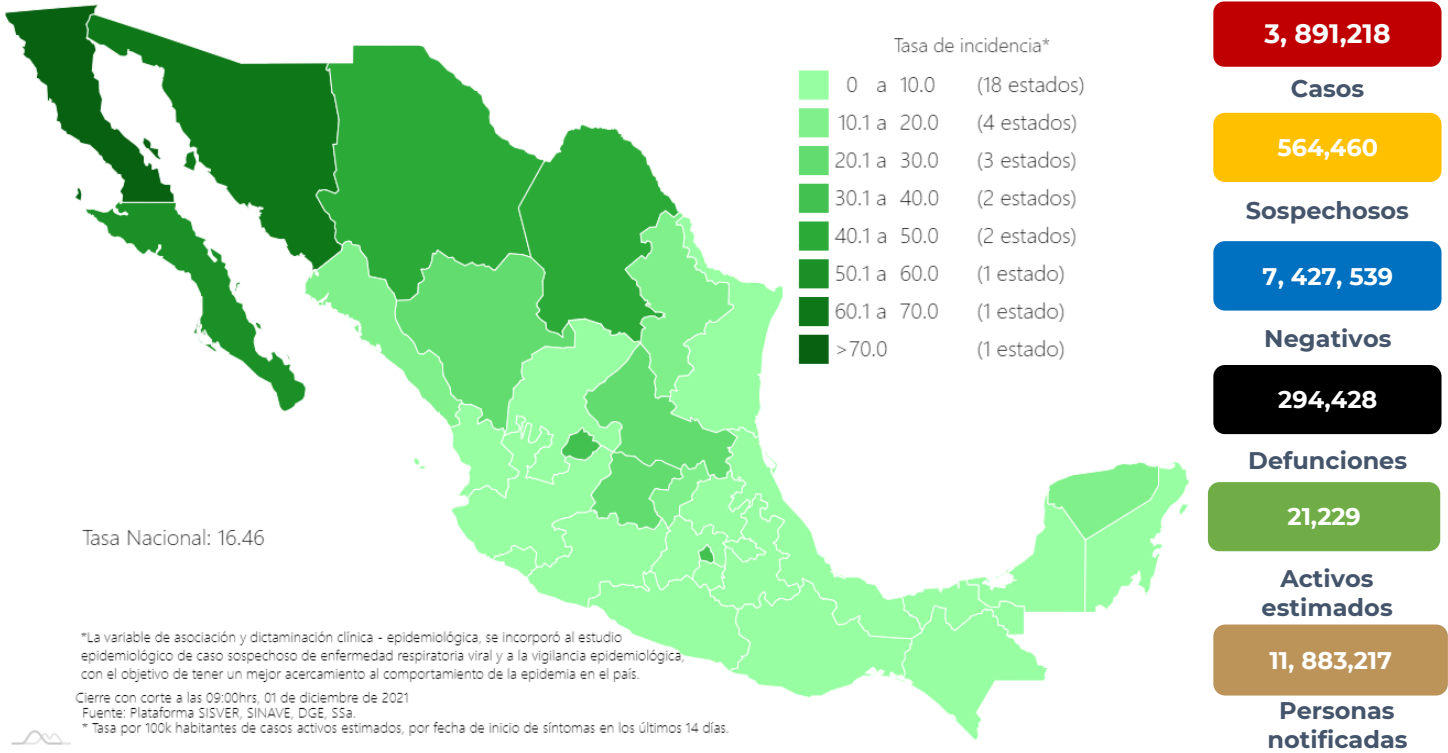 Tasa de incidencia*
0 a 10.0 (18 estados)
10.1 a 20.0 (4 estados)
20.1 a 30.0 (3 estados)
30.1 a 40.0 (2 estados)
40.1 a 50.0 (2 estados)
50.1 a 60.0 (1 estado)
60.1 a 70.0 (1 estado)
>70.0 (1 estado)
Tasa Nacional: 16.46
*La variable de asociación y dictaminación clínica - epidemiológica, se incorporó al estudio
epidemiológico de caso sospechoso de enfermedad respiratoria viral y a la vigilancia epidemiológica,
con el objetivo de tener un mejor acercamiento al comportamiento de la epidemia en el país.
Cierre con corte a las 09:00hrs, 01 de diciembre de 2021
Fuente: Plataforma SISVER, SINAVE, DGE, SSa.
* Tasa por 100k habitantes de casos activos estimados, por fecha de inicio de síntomas en los últimos 14 días.
3, 891,218
Casos
564,460
Sospechosos
7, 427, 539
Negativos
294,428
Defunciones
21,229
Activos
estimados
11, 883,217
Personas
notificadas